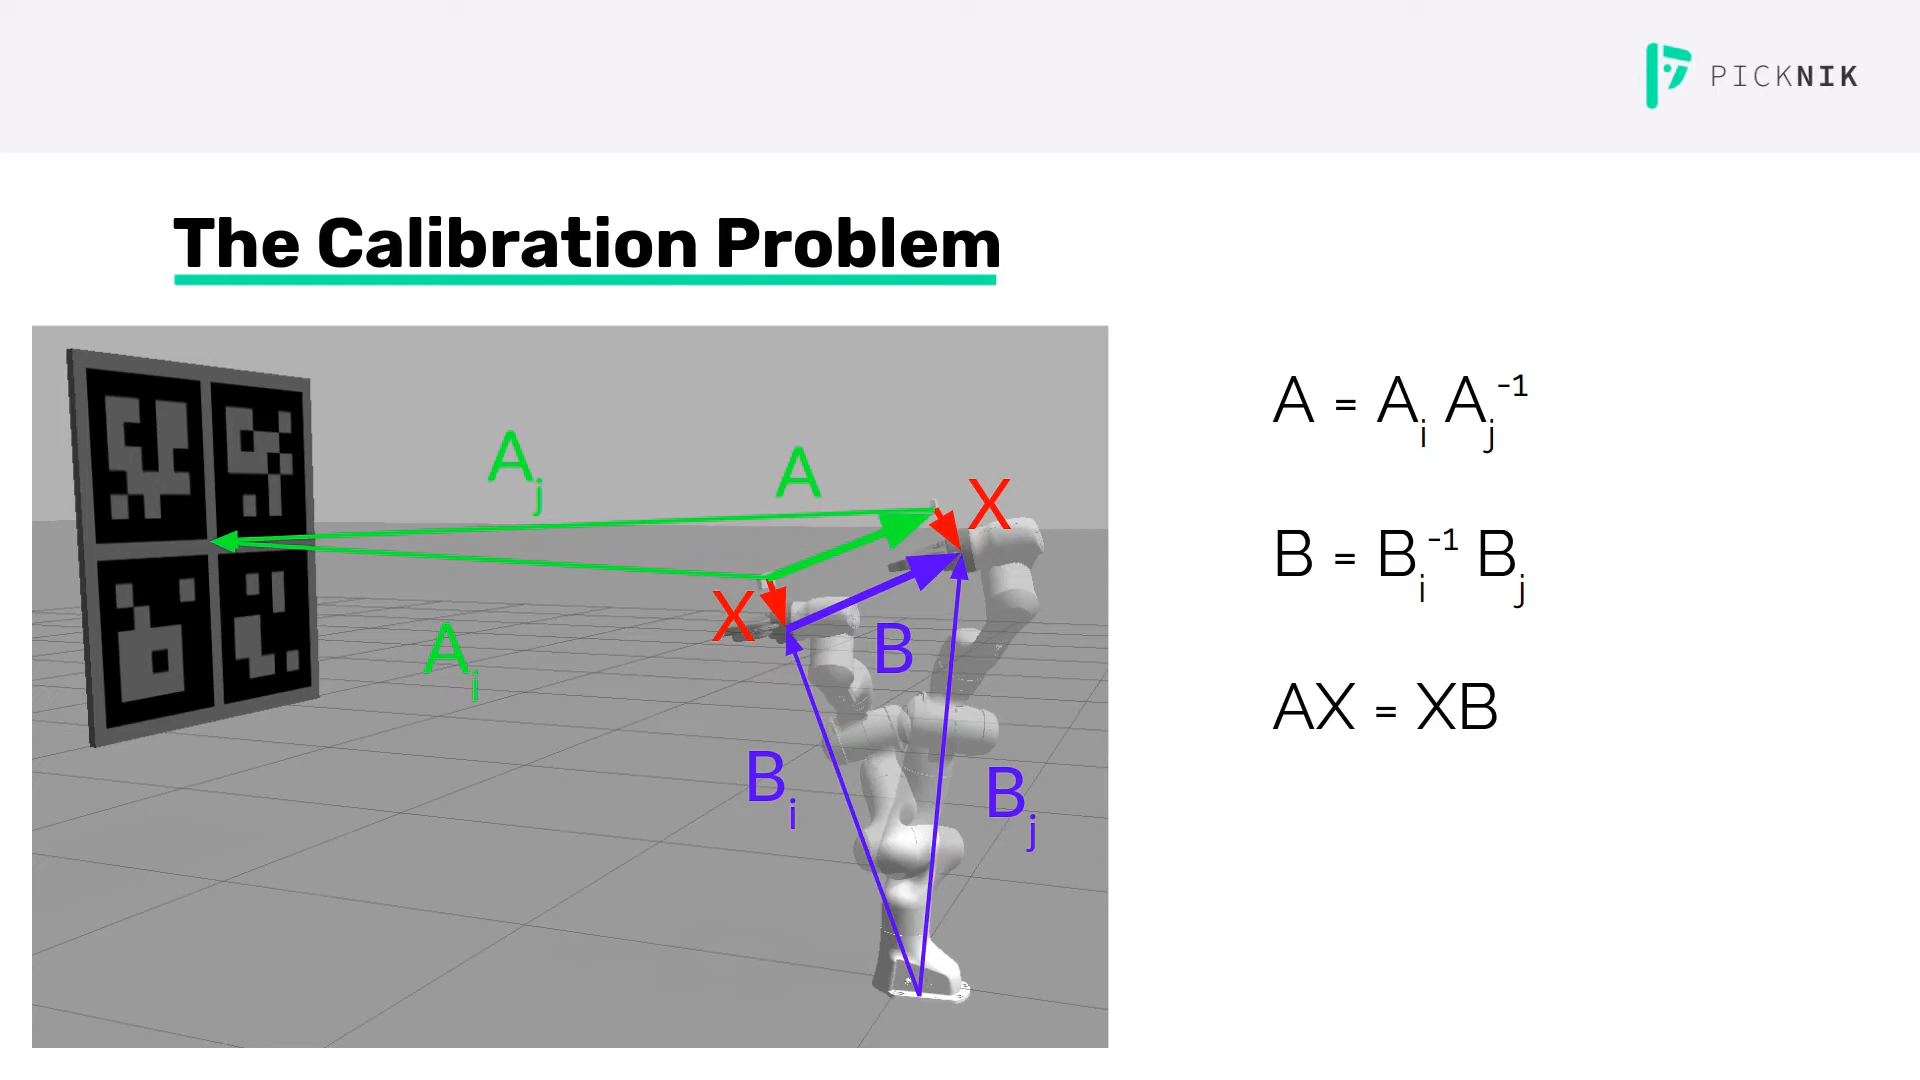 PICKNIK
The Calibration Problem
A = Aᵢ Aⱼ⁻¹
B = Bᵢ⁻¹ Bⱼ
AX = XB
Aⱼ
A
X
X
Aᵢ
B
Bᵢ
Bⱼ